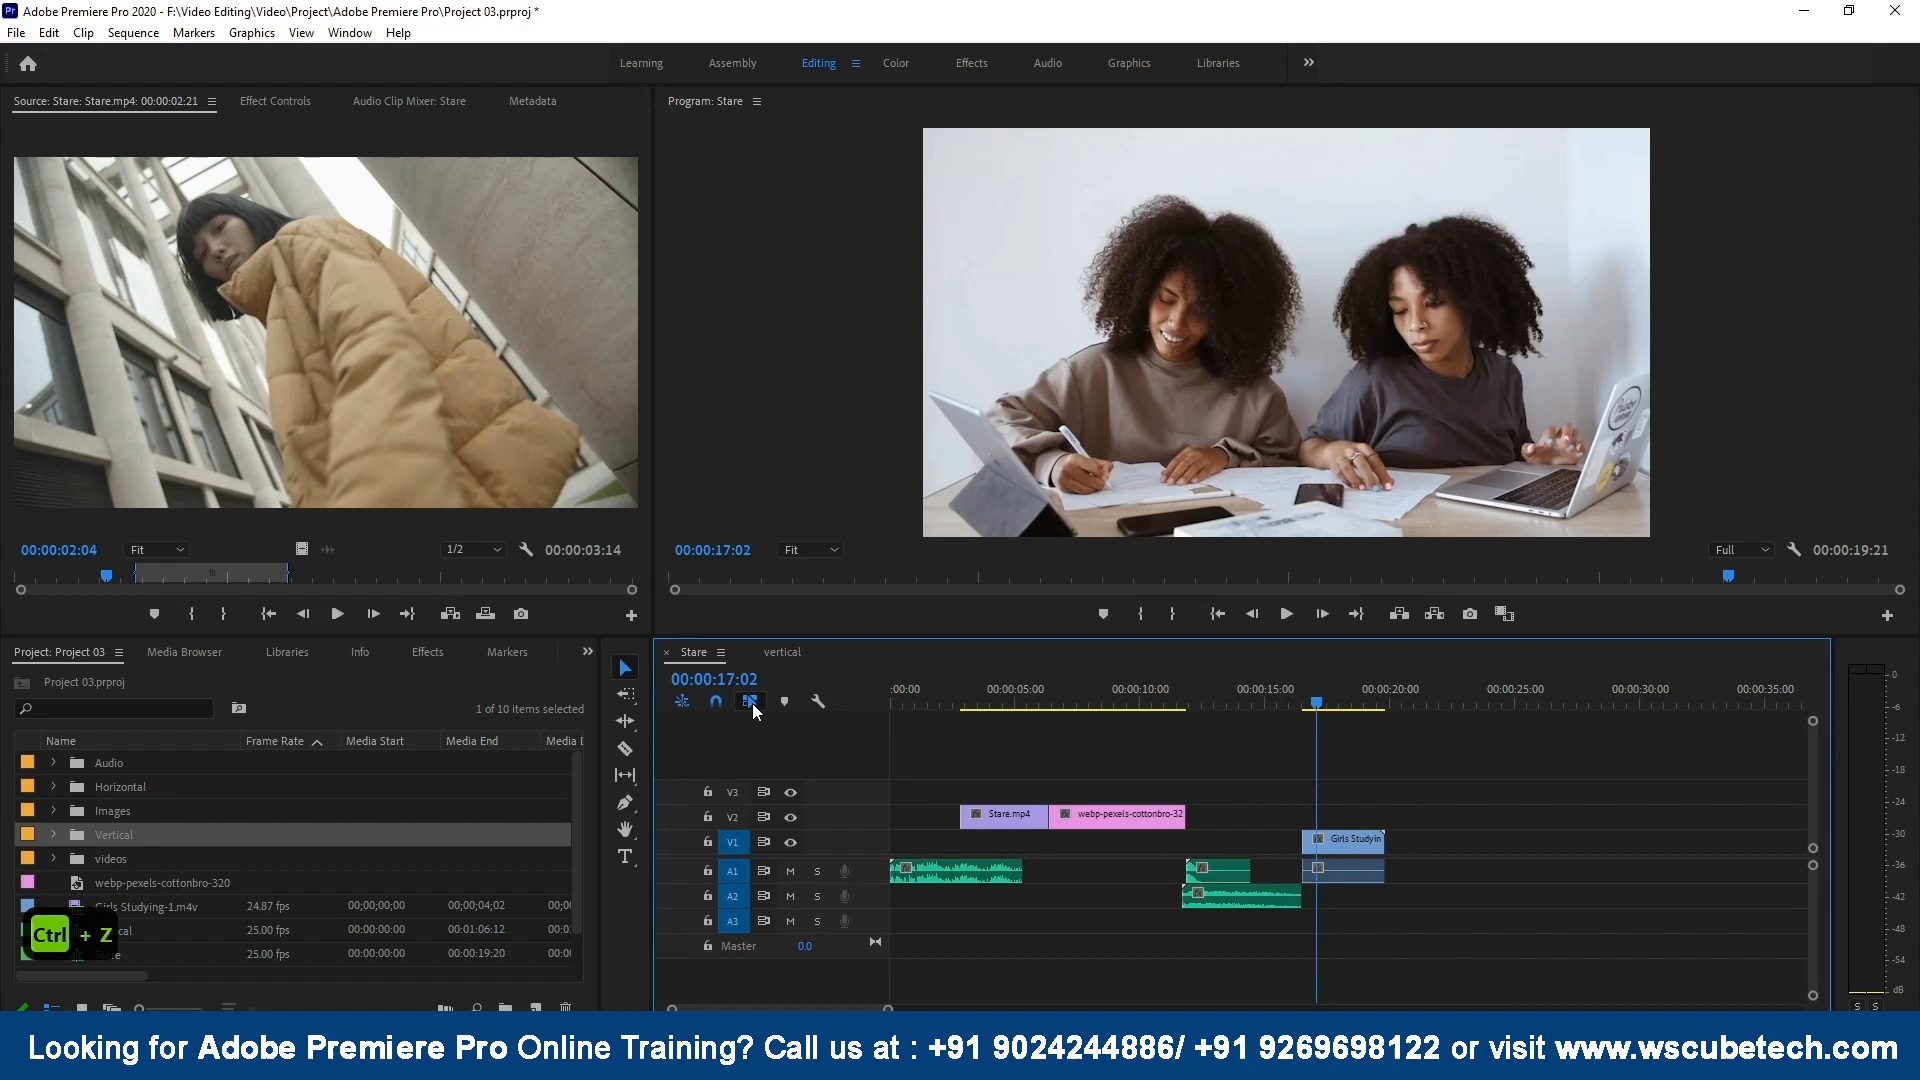 Pr Adobe Premiere Pro 2020 - F:\Video Editing\Video\Project\Adobe Premiere Pro\Project 03.prproj *
File Edit Clip Sequence Markers Graphics View Window Help
Learning Assembly Editing Color Effects Audio Graphics Libraries
Source: Stare: Stare.mp4: 00:00:02:21 Effect Controls Audio Clip Mixer: Stare Metadata
Program: Stare
00:00:02:04 Fit 1/2 00:00:03:14
00:00:17:02 Fit Full 00:00:19:21
Project: Project 03 Media Browser Libraries Info Effects Markers
Project 03.prproj
1 of 10 items selected
Name Frame Rate Media Start Media End Media
Audio
Horizontal
Images
Vertical
videos
webp-pexels-cottonbro-320
Girls Studying-1.m4v 24.87 fps 00;00;00;00 00;00;04;02
25.00 fps 00:00:00:00 00:01:06:12
25.00 fps 00:00:00:00 00:00:19:20
Ctrl + Z
Stare vertical
00:00:17:02
:00:00 00:00:05:00 00:00:10:00 00:00:15:00 00:00:20:00 00:00:25:00 00:00:30:00 00:00:35:00
V3
V2 Stare.mp4 webp-pexels-cottonbro-32
V1 Girls Studyin
A1 M S
A2 M S
A3 M S
Master 0.0
0
-6
-12
-18
-24
-30
-36
-42
-48
-54
dB
S S
Looking for Adobe Premiere Pro Online Training? Call us at : +91 9024244886/ +91 9269698122 or visit www.wscubetech.com